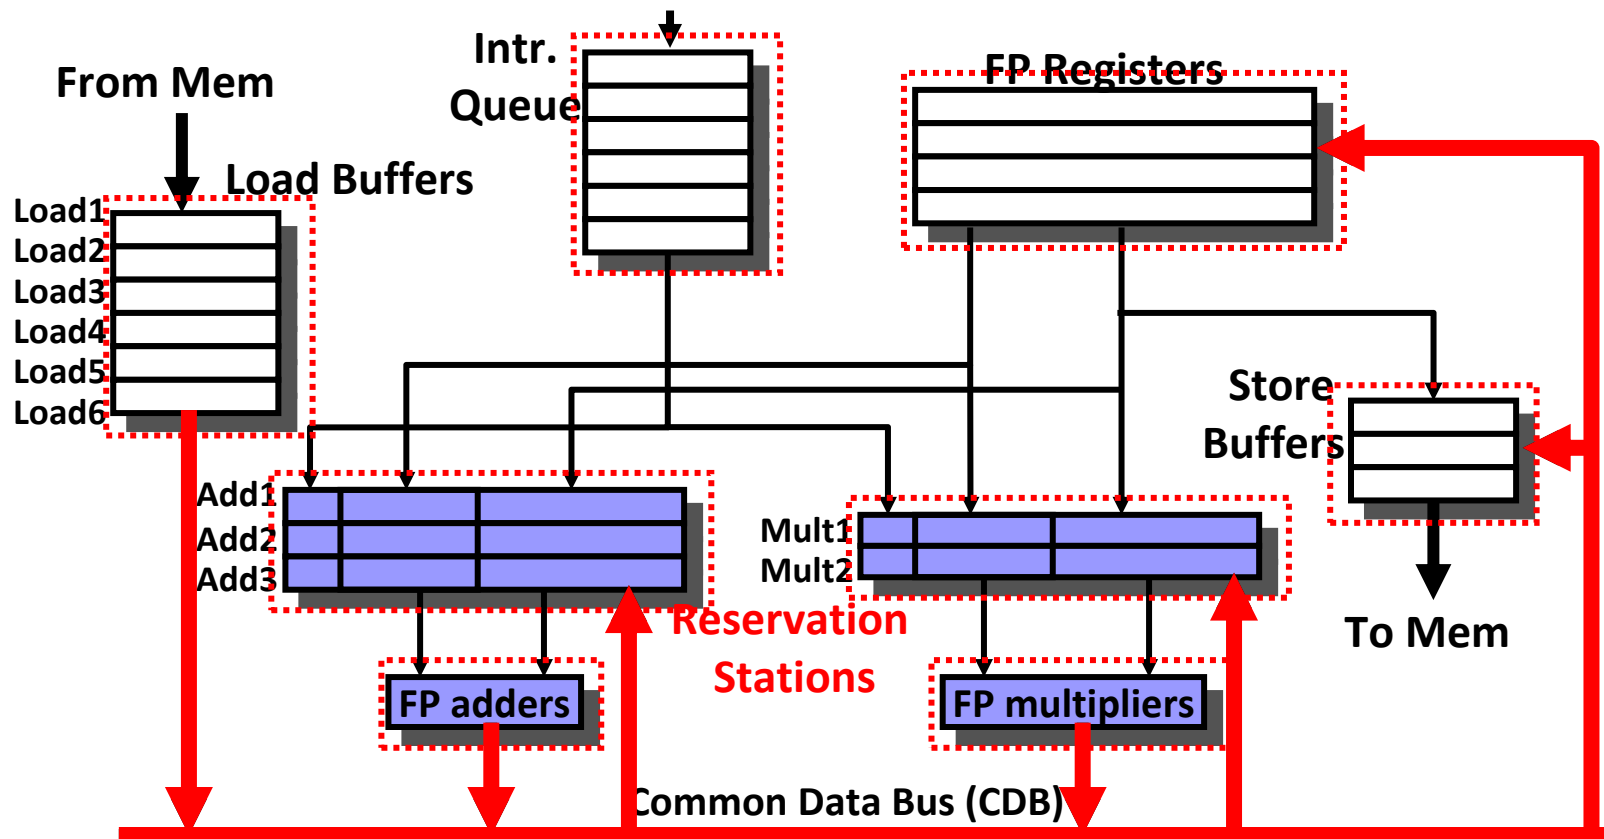 Intr.
Queue
FP Registers
From Mem
Load Buffers
Load1
Load2
Load3
Load4
Load5
Load6
Store
Buffers
Add1
Add2
Add3
Mult1
Mult2
Reservation
Stations
To Mem
FP adders
FP multipliers
Common Data Bus (CDB)